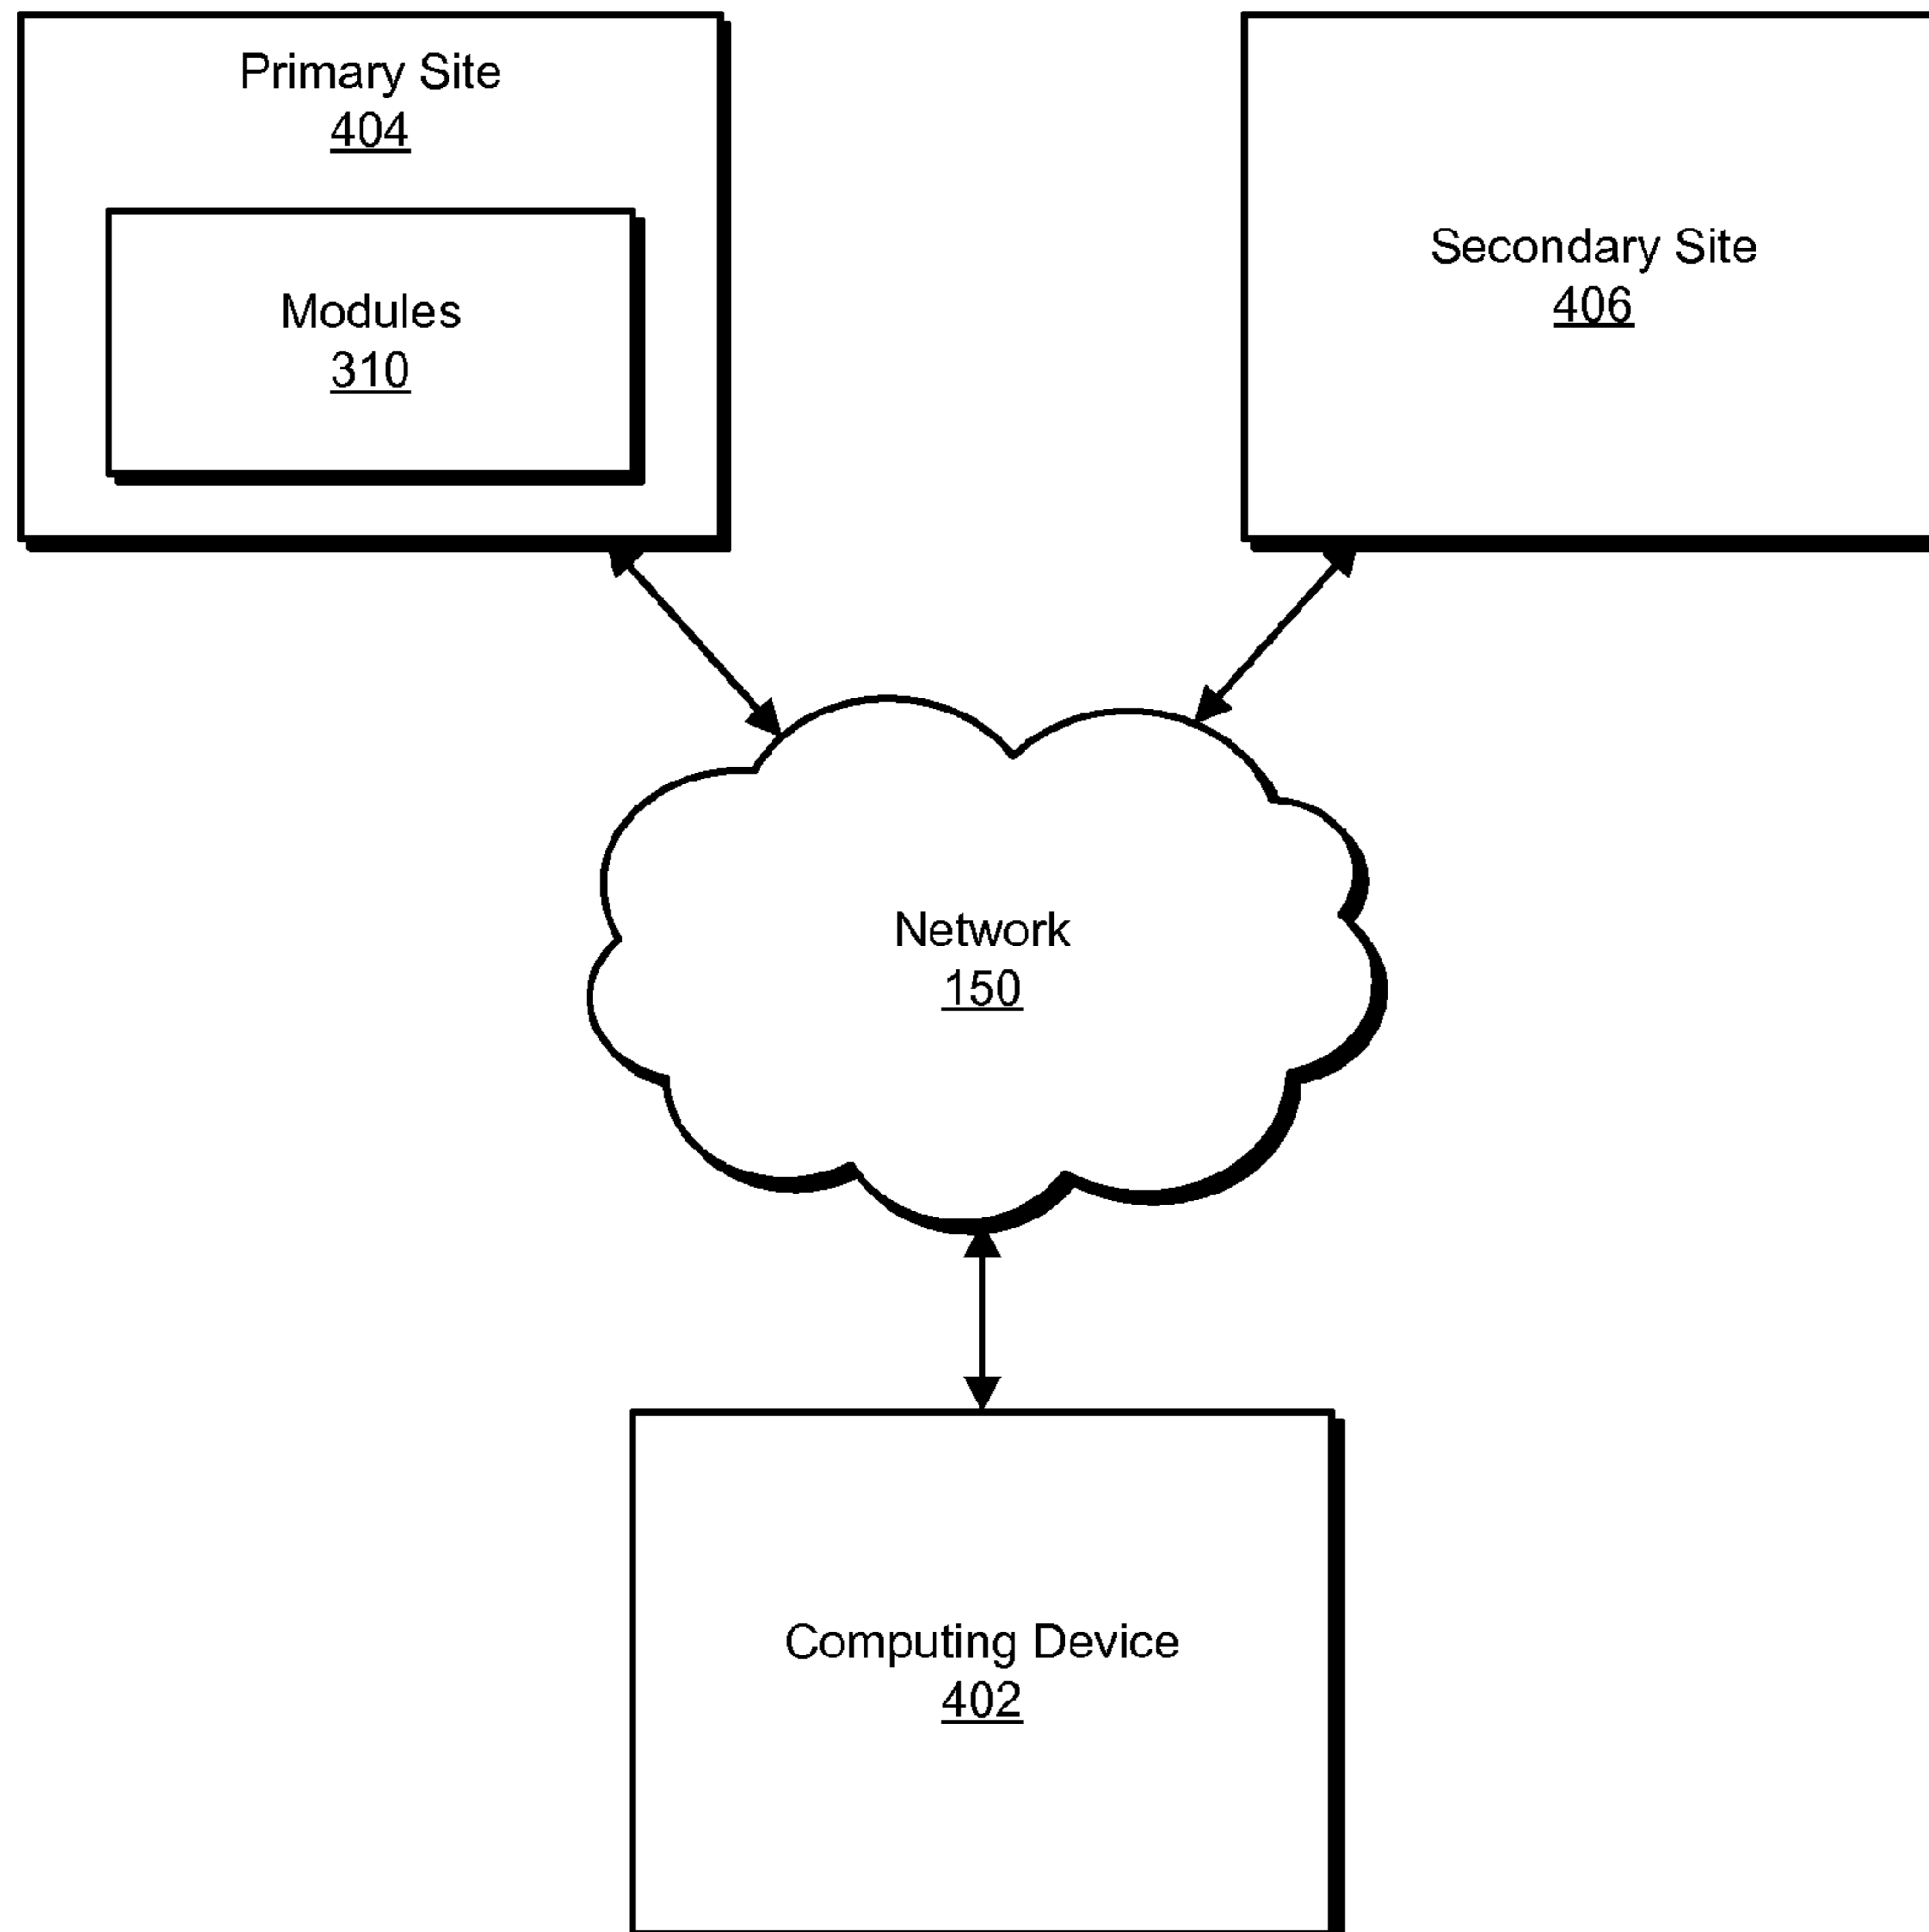 Primary Site
404
Modules
310
Secondary Site
406
Network
150
Computing Device
402